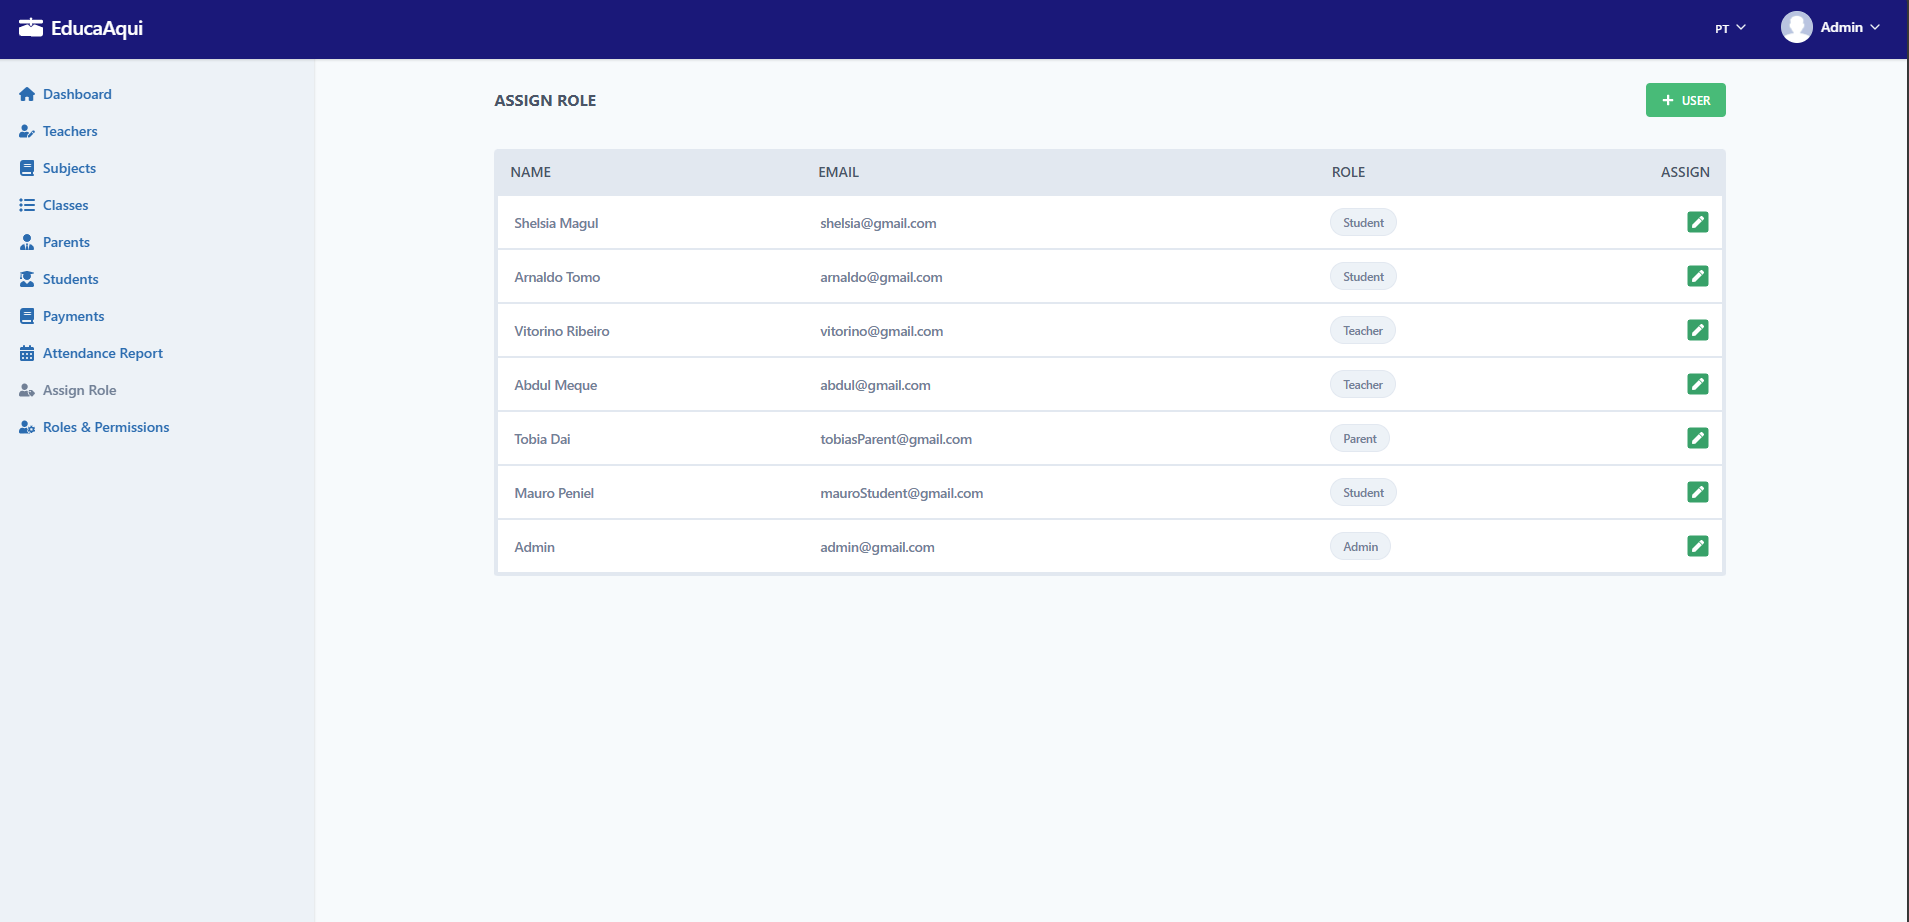 EducaAqui
PT
Admin
Dashboard
Teachers
Subjects
Classes
Parents
Students
Payments
Attendance Report
Assign Role
Roles & Permissions
ASSIGN ROLE
USER
NAME EMAIL ROLE ASSIGN
Shelsia Magul shelsia@gmail.com Student
Arnaldo Tomo arnaldo@gmail.com Student
Vitorino Ribeiro vitorino@gmail.com Teacher
Abdul Meque abdul@gmail.com Teacher
Tobia Dai tobiasParent@gmail.com Parent
Mauro Peniel mauroStudent@gmail.com Student
Admin admin@gmail.com Admin